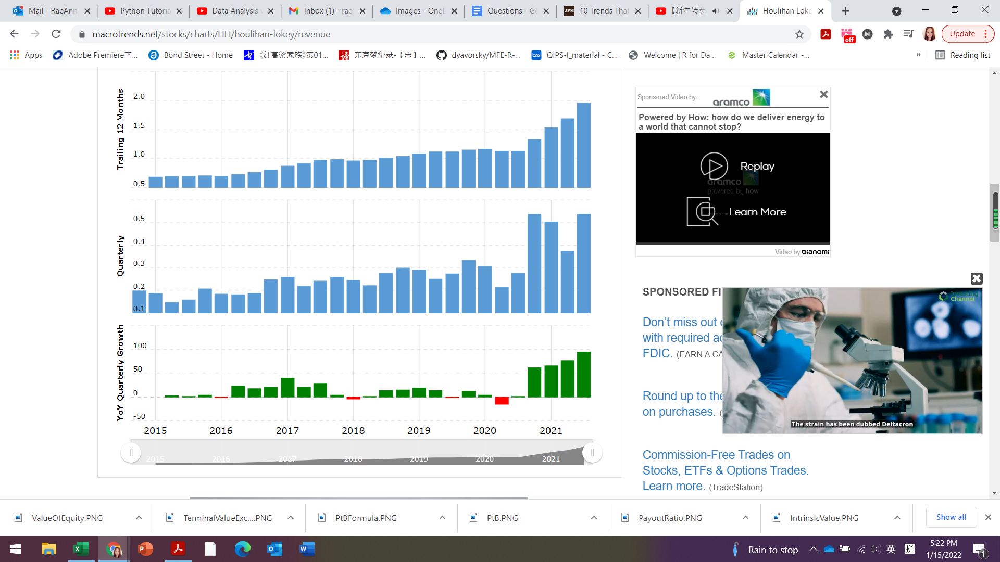 Mail - RaeAnn
Python Tutoria
Data Analysis
Inbox (1) - rae
Images - OneD
Questions - Go
JPM
10 Trends That
【新年转免
Houlihan Loke
macrotrends.net/stocks/charts/HLI/houlihan-lokey/revenue
off
Update
Apps
Adobe Premiere下...
Bond Street - Home
《红高粱家族》第01...
东京梦华录-【宋】...
dyavorsky/MFE-R-...
box
QIPS-I_material - C...
Welcome | R for Da...
Master Calendar -...
»
Reading list
Trailing 12 Months
2.0
1.5
1.0
0.5
Quarterly
0.5
0.4
0.3
0.2
0.1
YoY Quarterly Growth
100
50
0
-50
2015 2016 2017 2018 2019 2020 2021
2015 2016 2017 2018 2019 2020 2021
Sponsored Video by:
aramco
Powered by How: how do we deliver energy to
a world that cannot stop?
Replay
aramco
powered by how
Learn More
Video by DIANOMI
SPONSORED FI
Don't miss out
with required ac
FDIC. (EARN A CA
Round up to the
on purchases. (
Commission-Free Trades on
Stocks, ETFs & Options Trades.
Learn more. (TradeStation)
Investing
Channel
The strain has been dubbed Deltacron
ValueOfEquity.PNG
TerminalValueExc....PNG
PtBFormula.PNG
PtB.PNG
PayoutRatio.PNG
IntrinsicValue.PNG
Show all
Rain to stop
英
拼
5:22 PM
1/15/2022
1